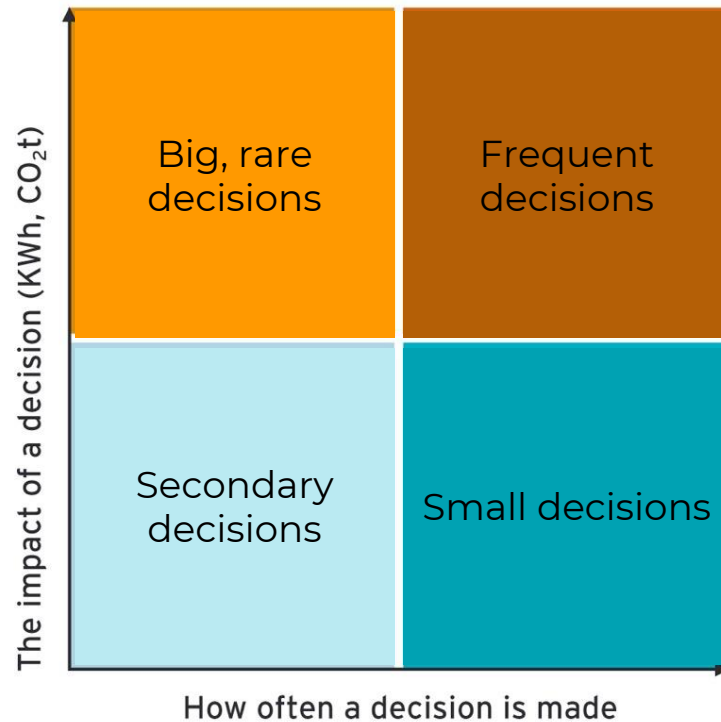 The impact of a decision (KWh, CO₂t)
Big, rare
decisions
Frequent
decisions
Secondary
decisions
Small decisions
How often a decision is made